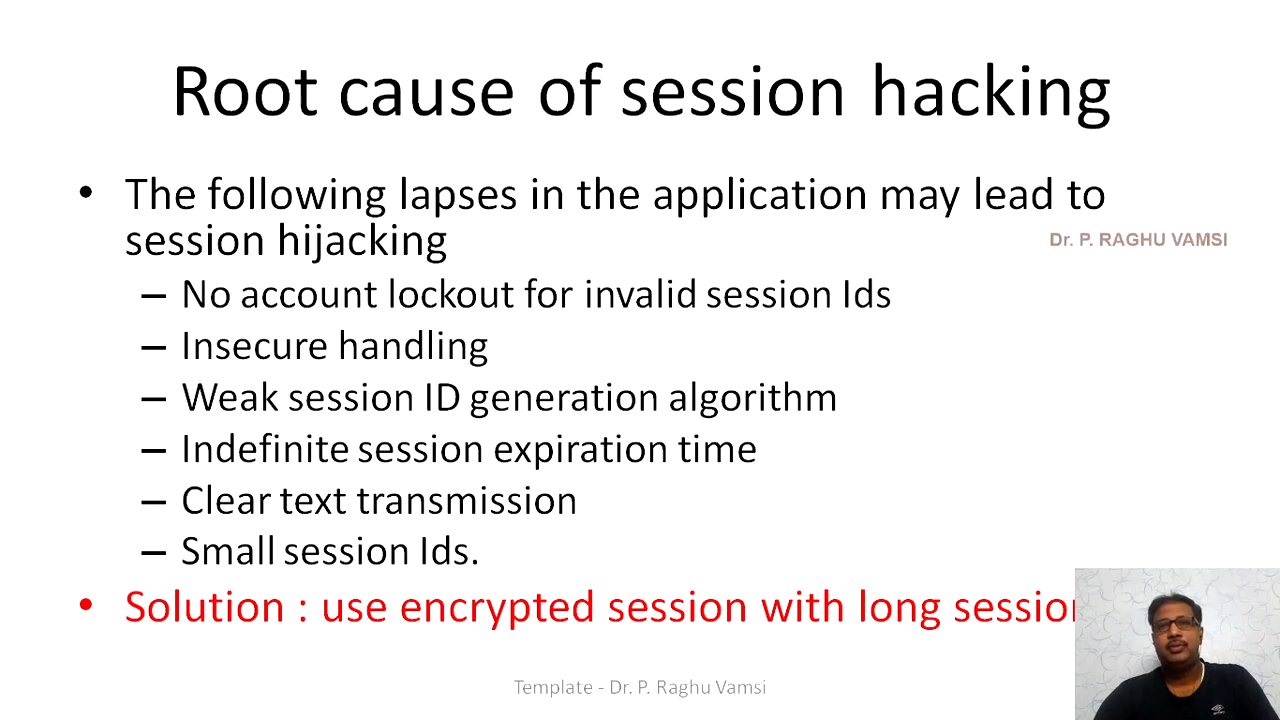 Root cause of session hacking
• The following lapses in the application may lead to
session hijacking
Dr. P. RAGHU VAMSI
– No account lockout for invalid session Ids
– Insecure handling
– Weak session ID generation algorithm
– Indefinite session expiration time
– Clear text transmission
– Small session Ids.
• Solution : use encrypted session with long
Template - Dr. P. Raghu Vamsi